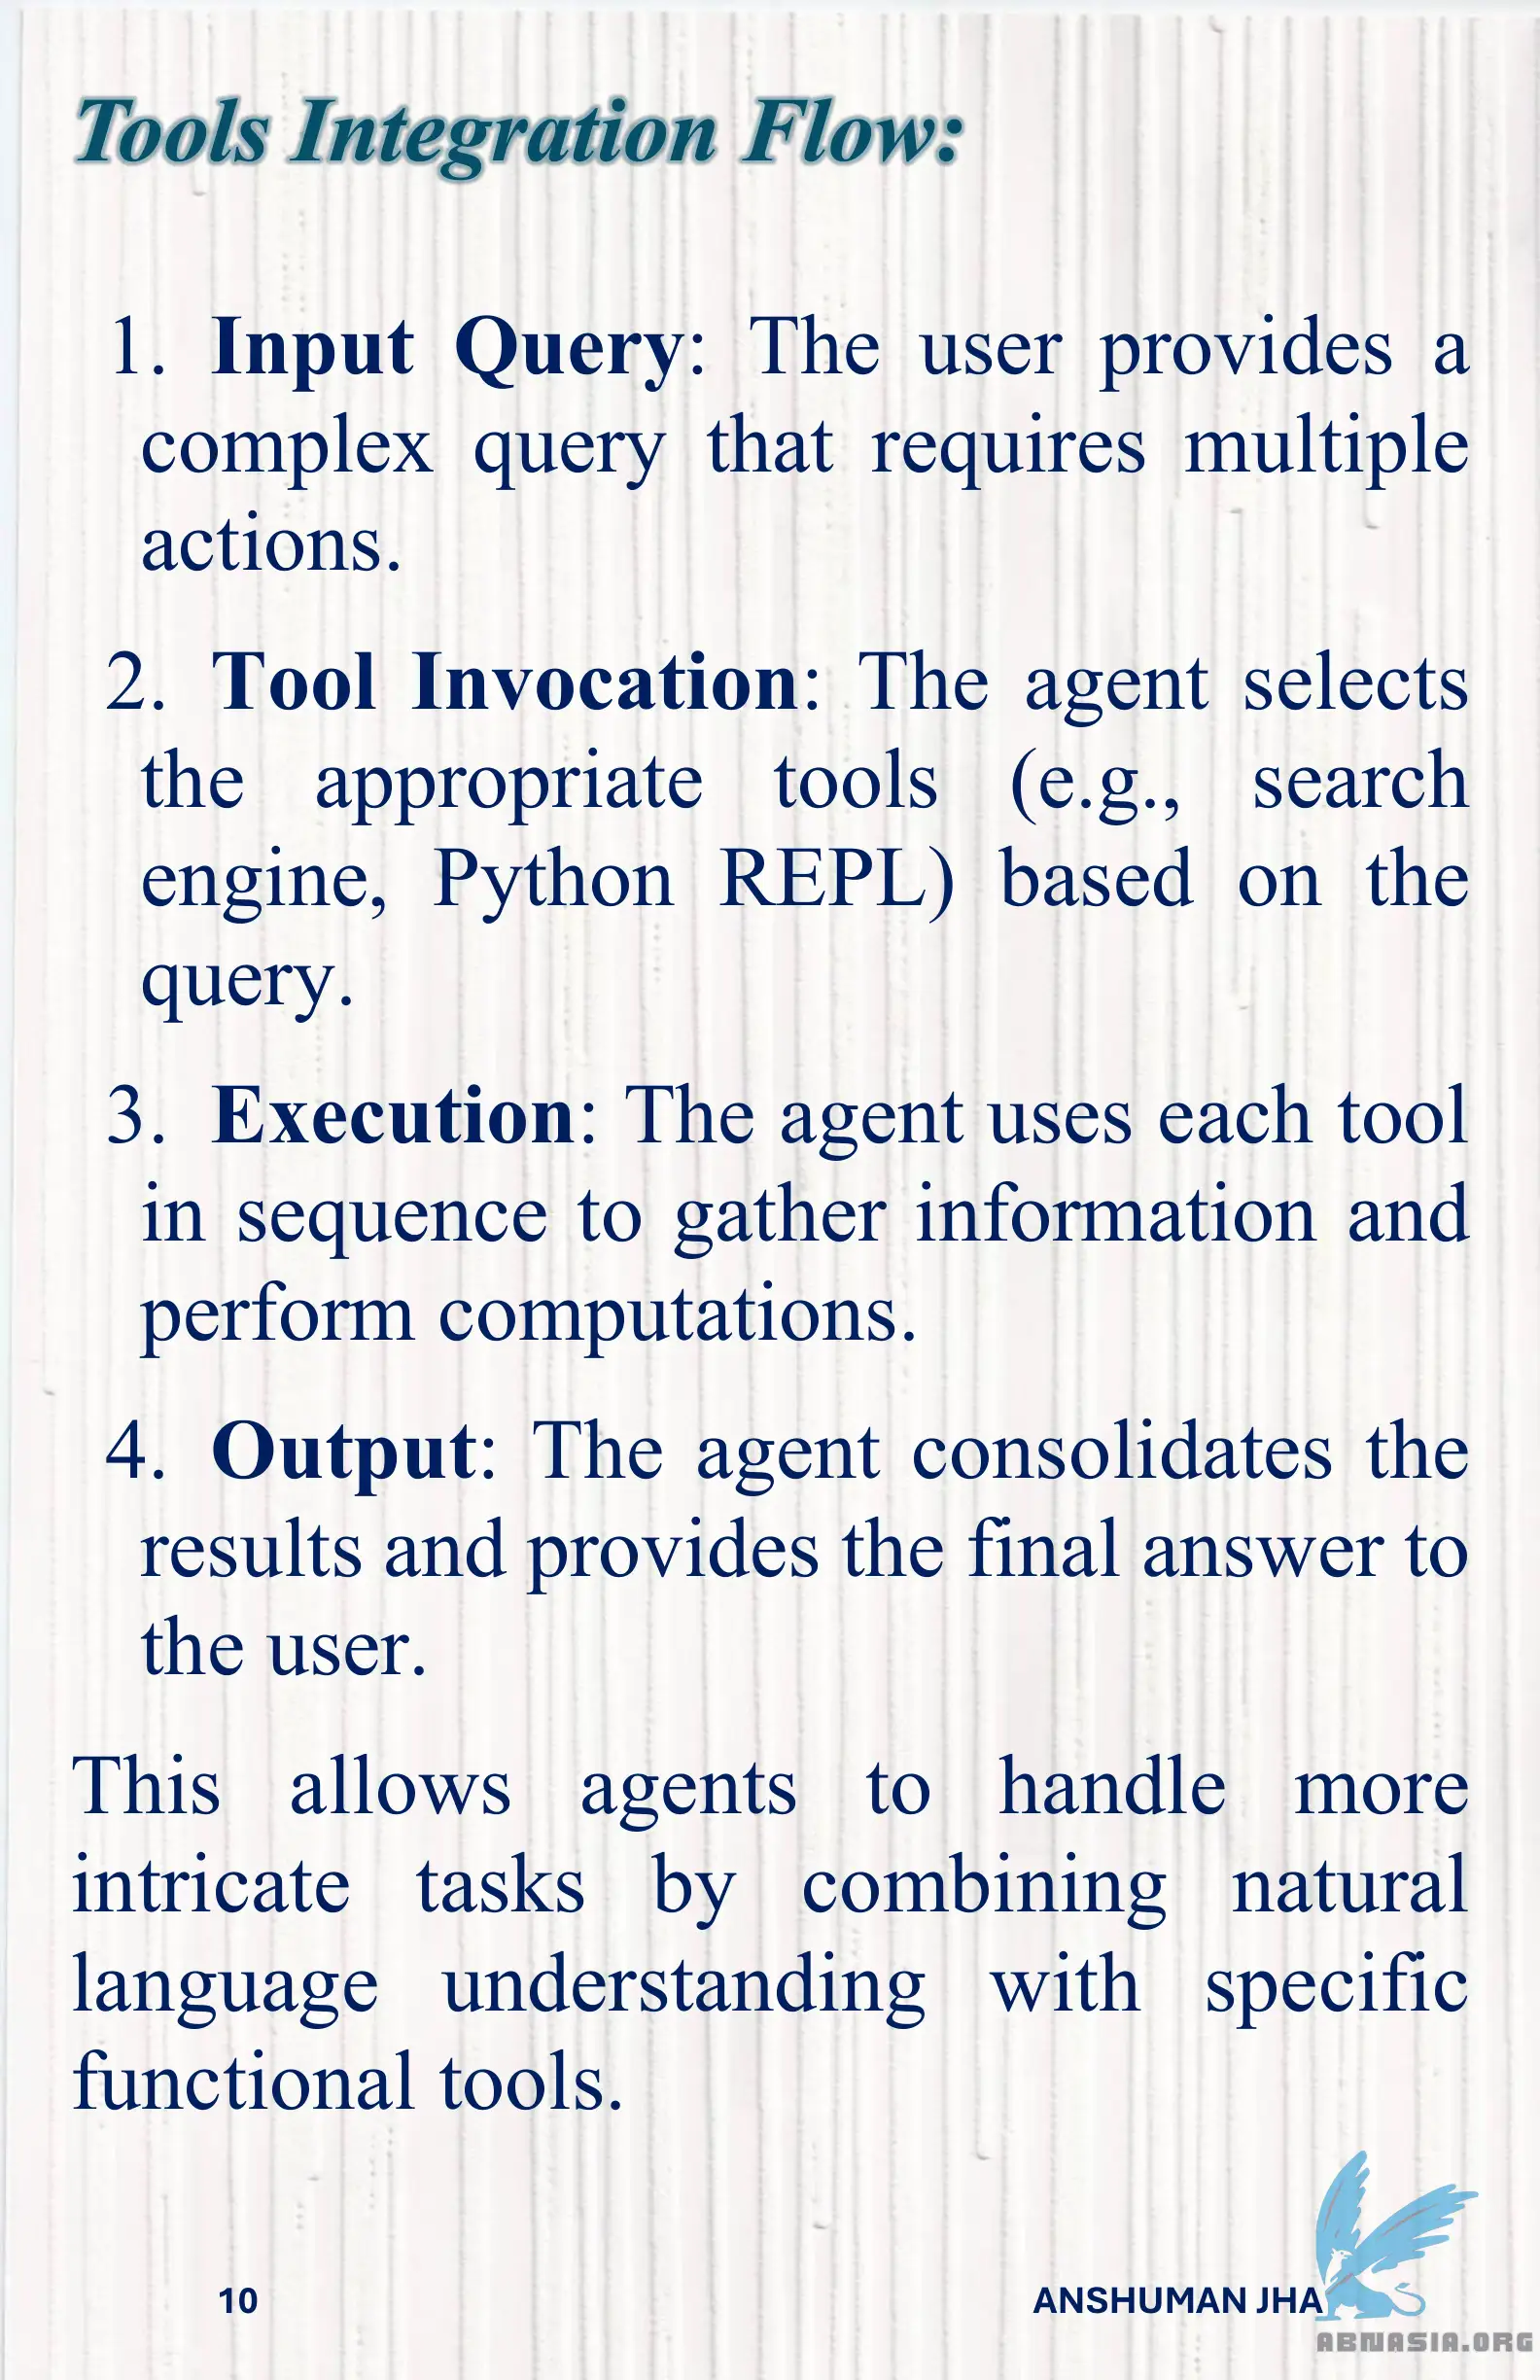 Tools Integration Flow:
1. Input Query: The user provides a
complex query that requires multiple
actions.
2. Tool Invocation: The agent selects
the appropriate tools (e.g., search
engine, Python REPL) based on the
query.
3. Execution: The agent uses each tool
in sequence to gather information and
perform computations.
4. Output: The agent consolidates the
results and provides the final answer to
the user.
This allows agents to handle more
intricate tasks by combining natural
language understanding with specific
functional tools.
10
ANSHUMAN JHA
ABNASIA.ORG